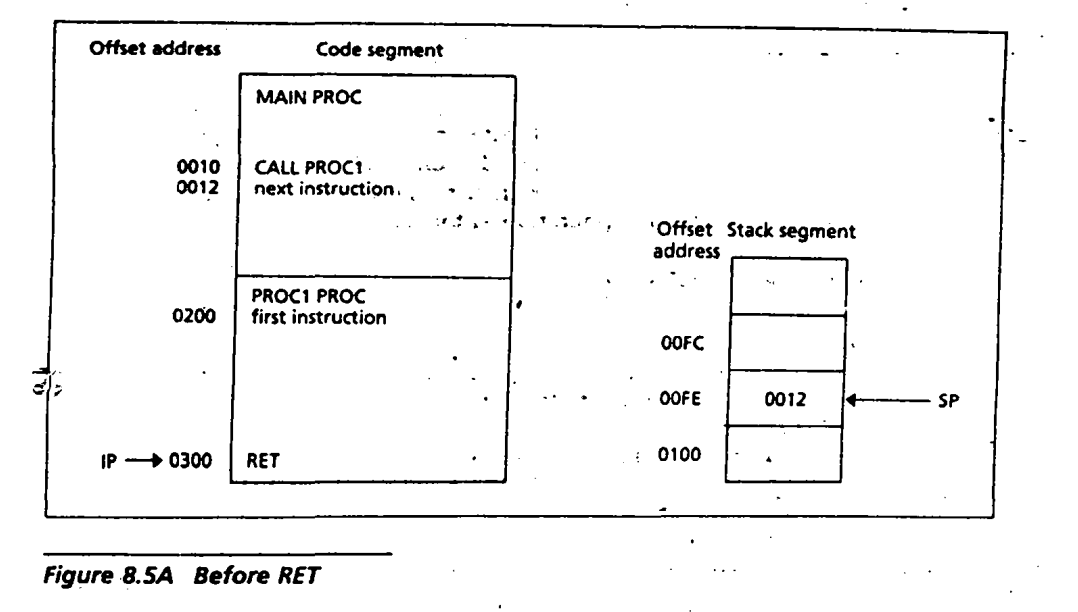 Offset address Code segment
MAIN PROC
0010 CALL PROC1
0012 next instruction
PROC1 PROC
0200 first instruction
IP 0300 RET
Offset Stack segment
address
00FC
00FE 0012 SP
0100
Figure 8.5A Before RET